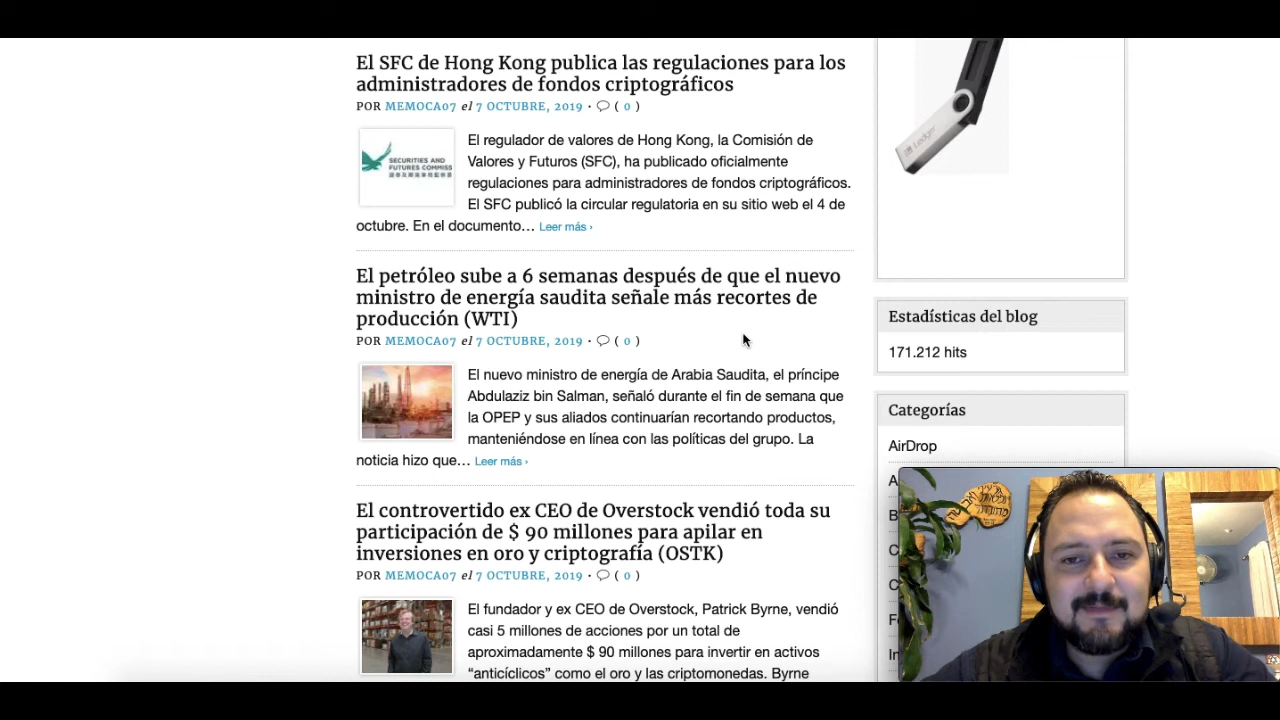 El SFC de Hong Kong publica las regulaciones para los
administradores de fondos criptográficos
POR MEMOCA07 el 7 OCTUBRE, 2019 • ( 0 )
SECURITIES AND
FUTURES COMMISS
El regulador de valores de Hong Kong, la Comisión de
Valores y Futuros (SFC), ha publicado oficialmente
regulaciones para administradores de fondos criptográficos.
El SFC publicó la circular regulatoria en su sitio web el 4 de
octubre. En el documento… Leer más ›
El petróleo sube a 6 semanas después de que el nuevo
ministro de energía saudita señale más recortes de
producción (WTI)
POR MEMOCA07 el 7 OCTUBRE, 2019 • ( 0 )
El nuevo ministro de energía de Arabia Saudita, el príncipe
Abdulaziz bin Salman, señaló durante el fin de semana que
la OPEP y sus aliados continuarían recortando productos,
manteniéndose en línea con las políticas del grupo. La
noticia hizo que… Leer más ›
El controvertido ex CEO de Overstock vendió toda su
participación de $ 90 millones para apilar en
inversiones en oro y criptografía (OSTK)
POR MEMOCA07 el 7 OCTUBRE, 2019 • ( 0 )
El fundador y ex CEO de Overstock, Patrick Byrne, vendió
casi 5 millones de acciones por un total de
aproximadamente $ 90 millones para invertir en activos
“anticíclicos” como el oro y las criptomonedas. Byrne
Ledger
Estadísticas del blog
171.212 hits
Categorías
AirDrop